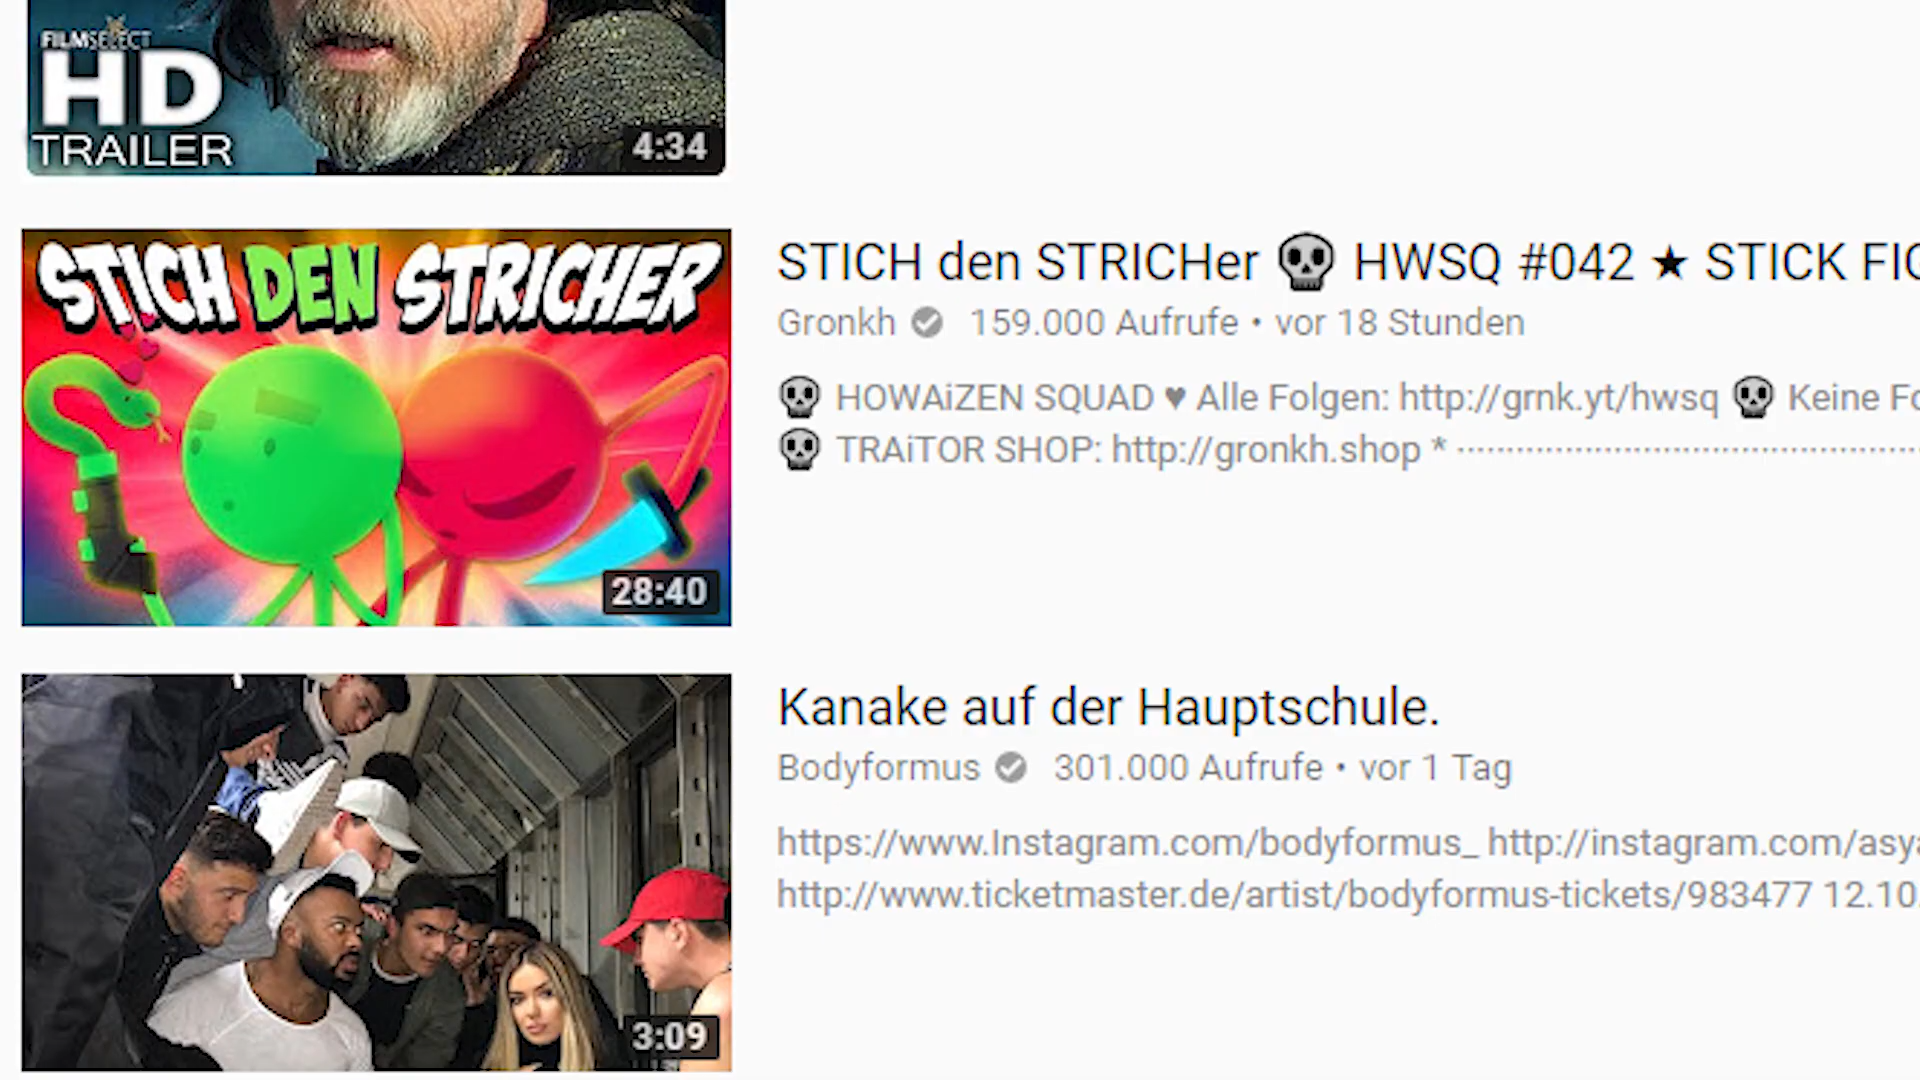 FILMSELECT
HD
TRAILER
4:34
STICH DEN STRICHER
28:40
STICH den STRICHer 💀 HWSQ #042 ★ STICK FIG
Gronkh 159.000 Aufrufe • vor 18 Stunden
💀 HOWAiZEN SQUAD ♥ Alle Folgen: http://grnk.yt/hwsq 💀 Keine Fo
💀 TRAiTOR SHOP: http://gronkh.shop *
3:09
Kanake auf der Hauptschule.
Bodyformus 301.000 Aufrufe • vor 1 Tag
https://www.Instagram.com/bodyformus_ http://instagram.com/asya
http://www.ticketmaster.de/artist/bodyformus-tickets/983477 12.10.